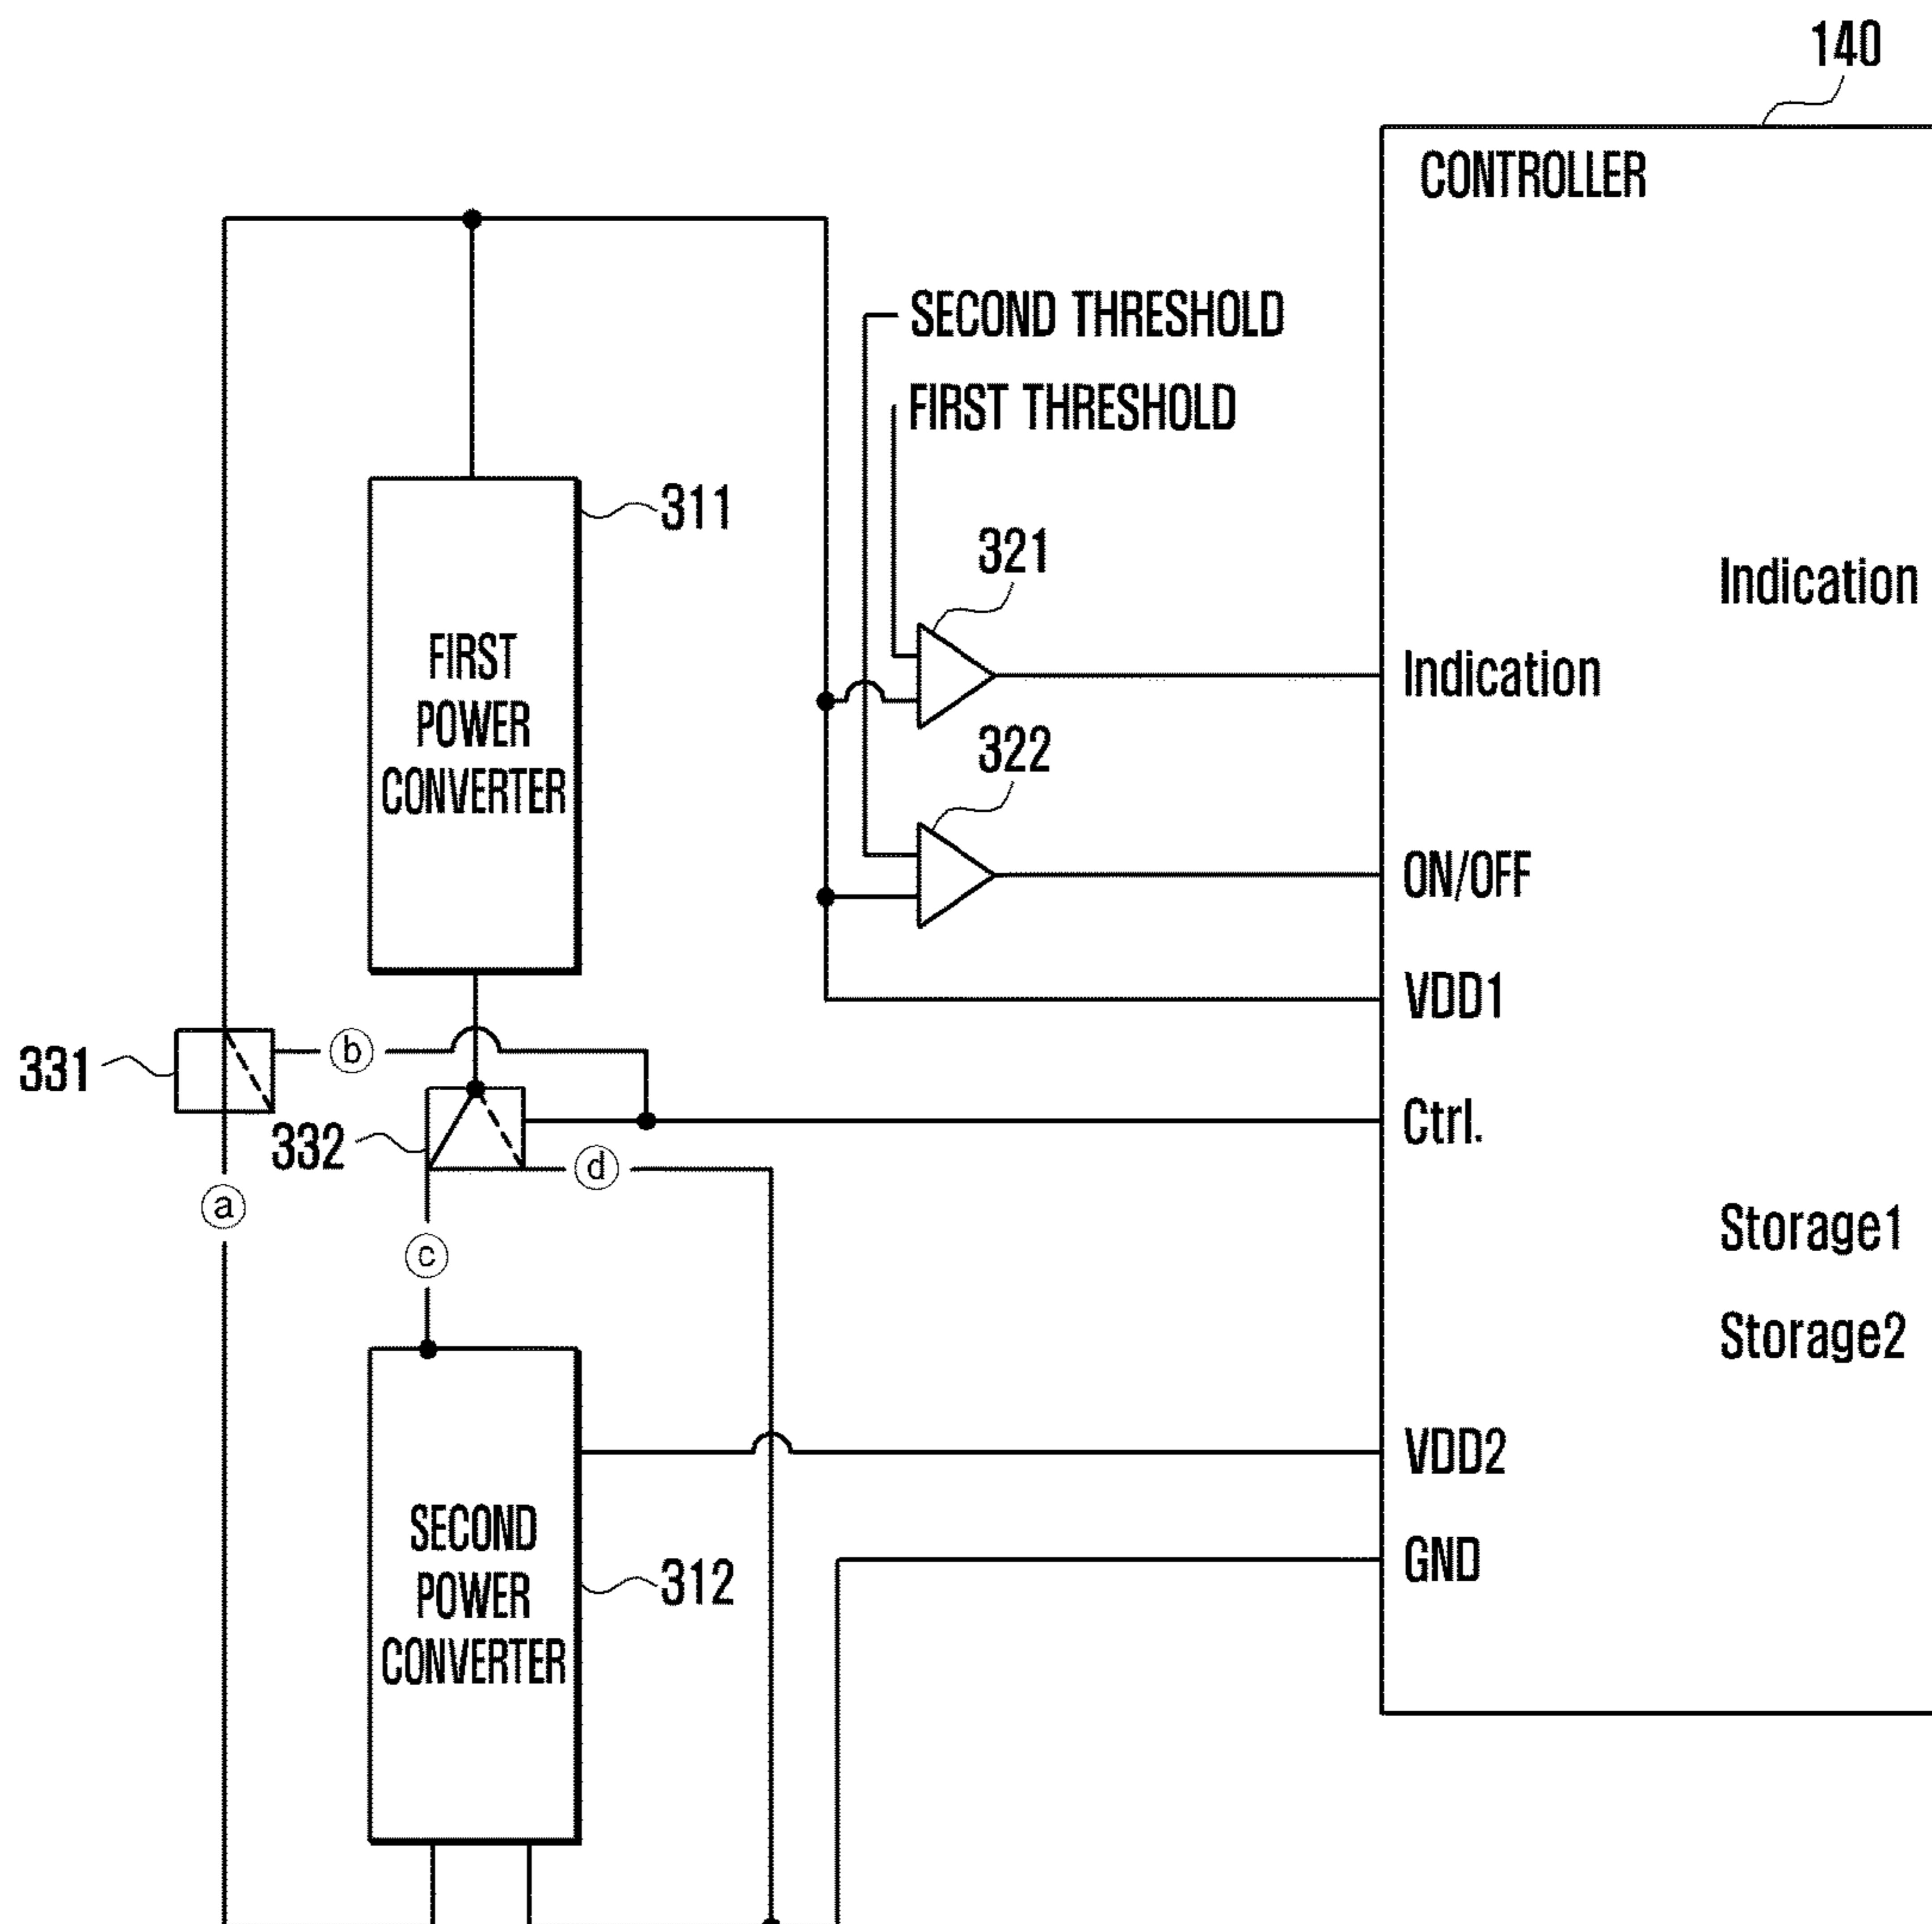 140
CONTROLLER
SECOND THRESHOLD
FIRST THRESHOLD
311
321
Indication
FIRST
POWER
CONVERTER
Indication
322
ON/OFF
VDD1
331
b
332
Ctrl.
d
a
c
Storage1
Storage2
VDD2
SECOND
POWER
CONVERTER
312
GND